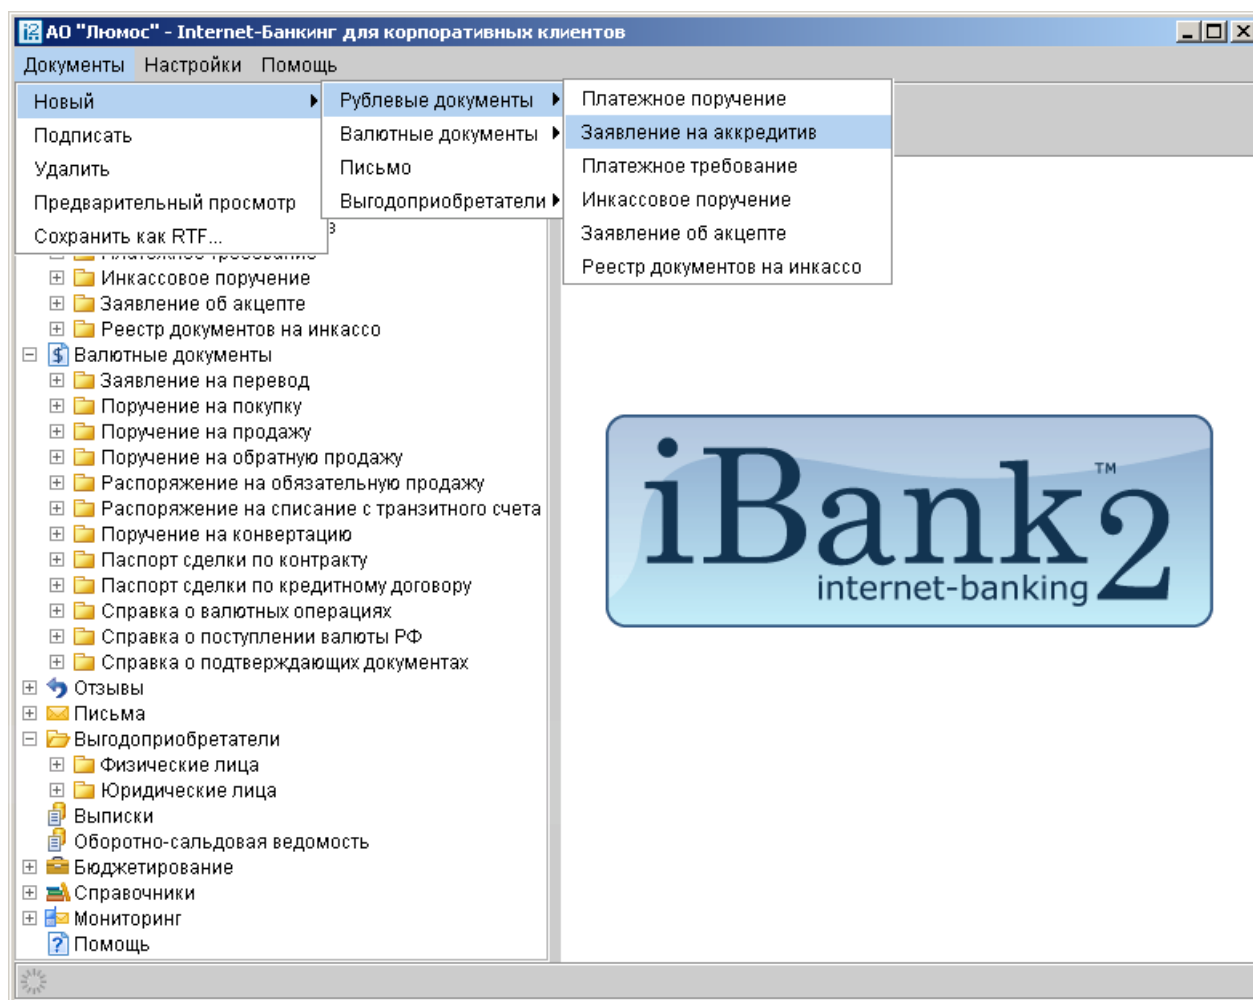 АО "Люмос" - Internet-Банкинг для корпоративных клиентов
Документы Настройки Помощь
Новый
Подписать
Удалить
Предварительный просмотр
Сохранить как RTF...
Рублевые документы
Валютные документы
Письмо
Выгодоприобретатели
Платежное поручение
Заявление на аккредитив
Платежное требование
Инкассовое поручение
Заявление об акцепте
Реестр документов на инкассо
Платежное требование
Инкассовое поручение
Заявление об акцепте
Реестр документов на инкассо
Валютные документы
Заявление на перевод
Поручение на покупку
Поручение на продажу
Поручение на обратную продажу
Распоряжение на обязательную продажу
Распоряжение на списание с транзитного счета
Поручение на конвертацию
Паспорт сделки по контракту
Паспорт сделки по кредитному договору
Справка о валютных операциях
Справка о поступлении валюты РФ
Справка о подтверждающих документах
Отзывы
Письма
Выгодоприобретатели
Физические лица
Юридические лица
Выписки
Оборотно-сальдовая ведомость
Бюджетирование
Справочники
Мониторинг
Помощь
iBank 2 ™
internet-banking